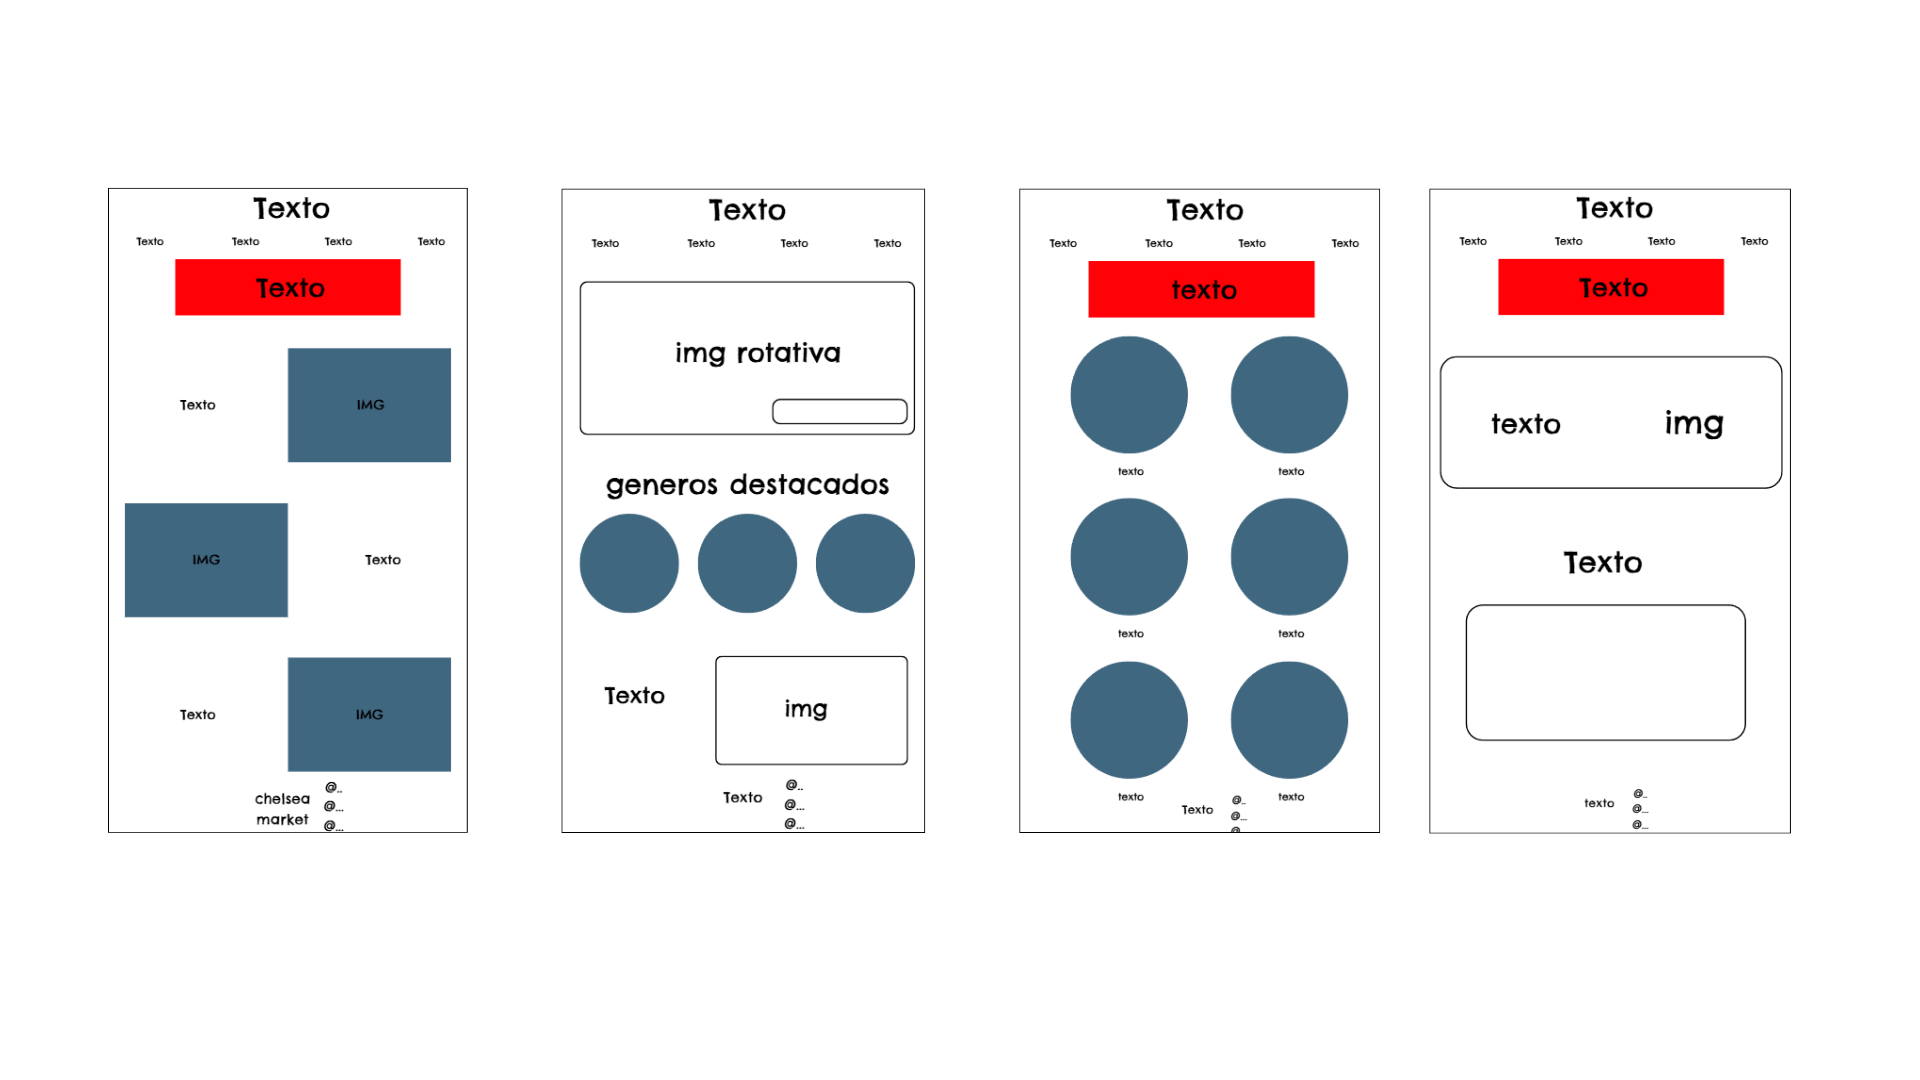 Texto
Texto Texto Texto Texto
Texto
Texto IMG
IMG Texto
Texto IMG
chelsea
market
@..
@...
@...
Texto
Texto Texto Texto Texto
img rotativa
generos destacados
Texto img
Texto
@..
@...
@...
Texto
Texto Texto Texto Texto
texto
texto texto
texto texto
texto texto
Texto
@..
@...
@
Texto
Texto Texto Texto Texto
Texto
texto img
Texto
texto
@..
@...
@...